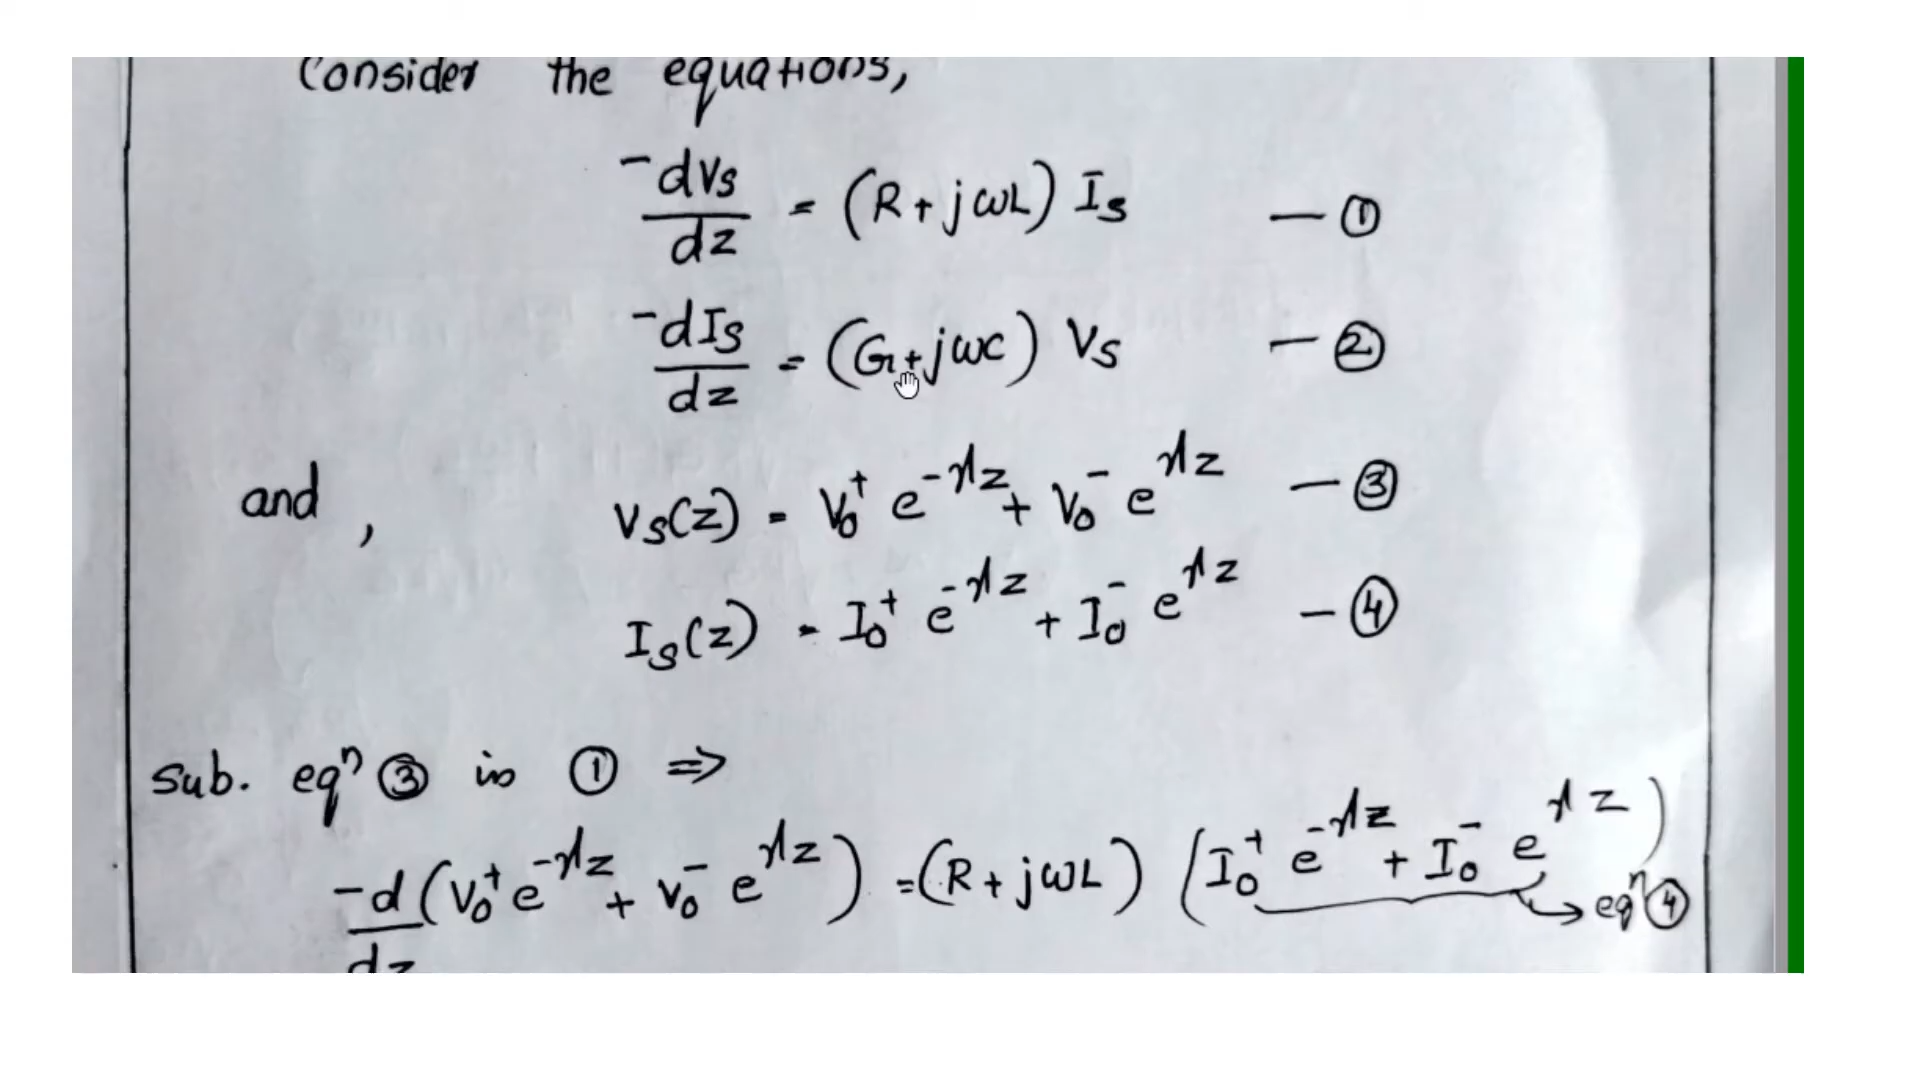 Consider the equations,
-dVs/dz = (R + jωL) Is — ①
-dIs/dz = (G + jωC) Vs — ②
and , Vs(z) = V₀⁺ e^-γz + V₀⁻ e^γz — ③
Is(z) = I₀⁺ e^-γz + I₀⁻ e^γz — ④
Sub. eqⁿ ③ in ① ⇒
-d/dz (V₀⁺ e^-γz + V₀⁻ e^γz) = (R + jωL) (I₀⁺ e^-γz + I₀⁻ e^γz) → eqⁿ ④